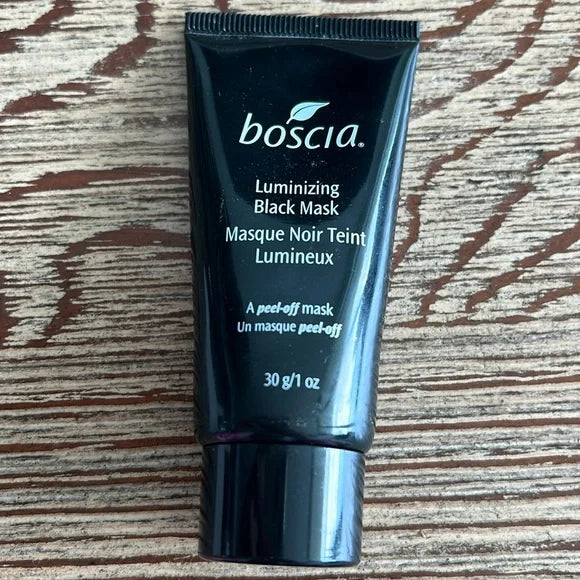 boscia®
Luminizing
Black Mask
Masque Noir Teint
Lumineux
A peel-off mask
Un masque peel-off
30 g/1 oz